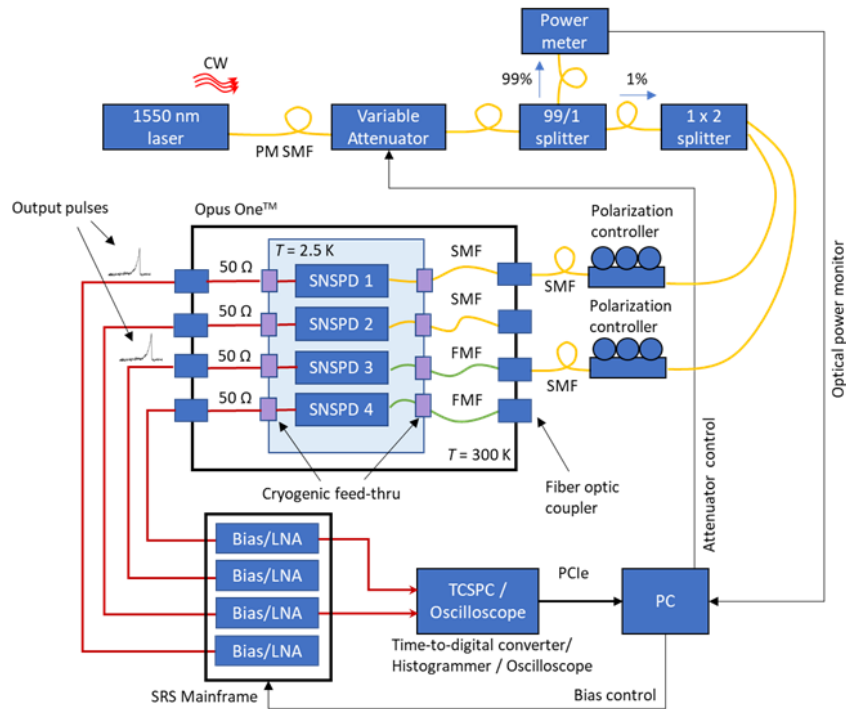 Power
meter
CW
99%
1%
1550 nm
laser
PM SMF
Variable
Attenuator
99/1
splitter
1 x 2
splitter
Output pulses
Opus One™
T = 2.5 K
50 Ω
SNSPD 1
SMF
SMF
Polarization
controller
50 Ω
SNSPD 2
SMF
Polarization
controller
50 Ω
SNSPD 3
FMF
SMF
50 Ω
SNSPD 4
FMF
T = 300 K
Cryogenic feed-thru
Fiber optic
coupler
Optical power monitor
Attenuator control
Bias/LNA
Bias/LNA
Bias/LNA
Bias/LNA
SRS Mainframe
TCSPC /
Oscilloscope
Time-to-digital converter/
Histogrammer / Oscilloscope
PCIe
PC
Bias control